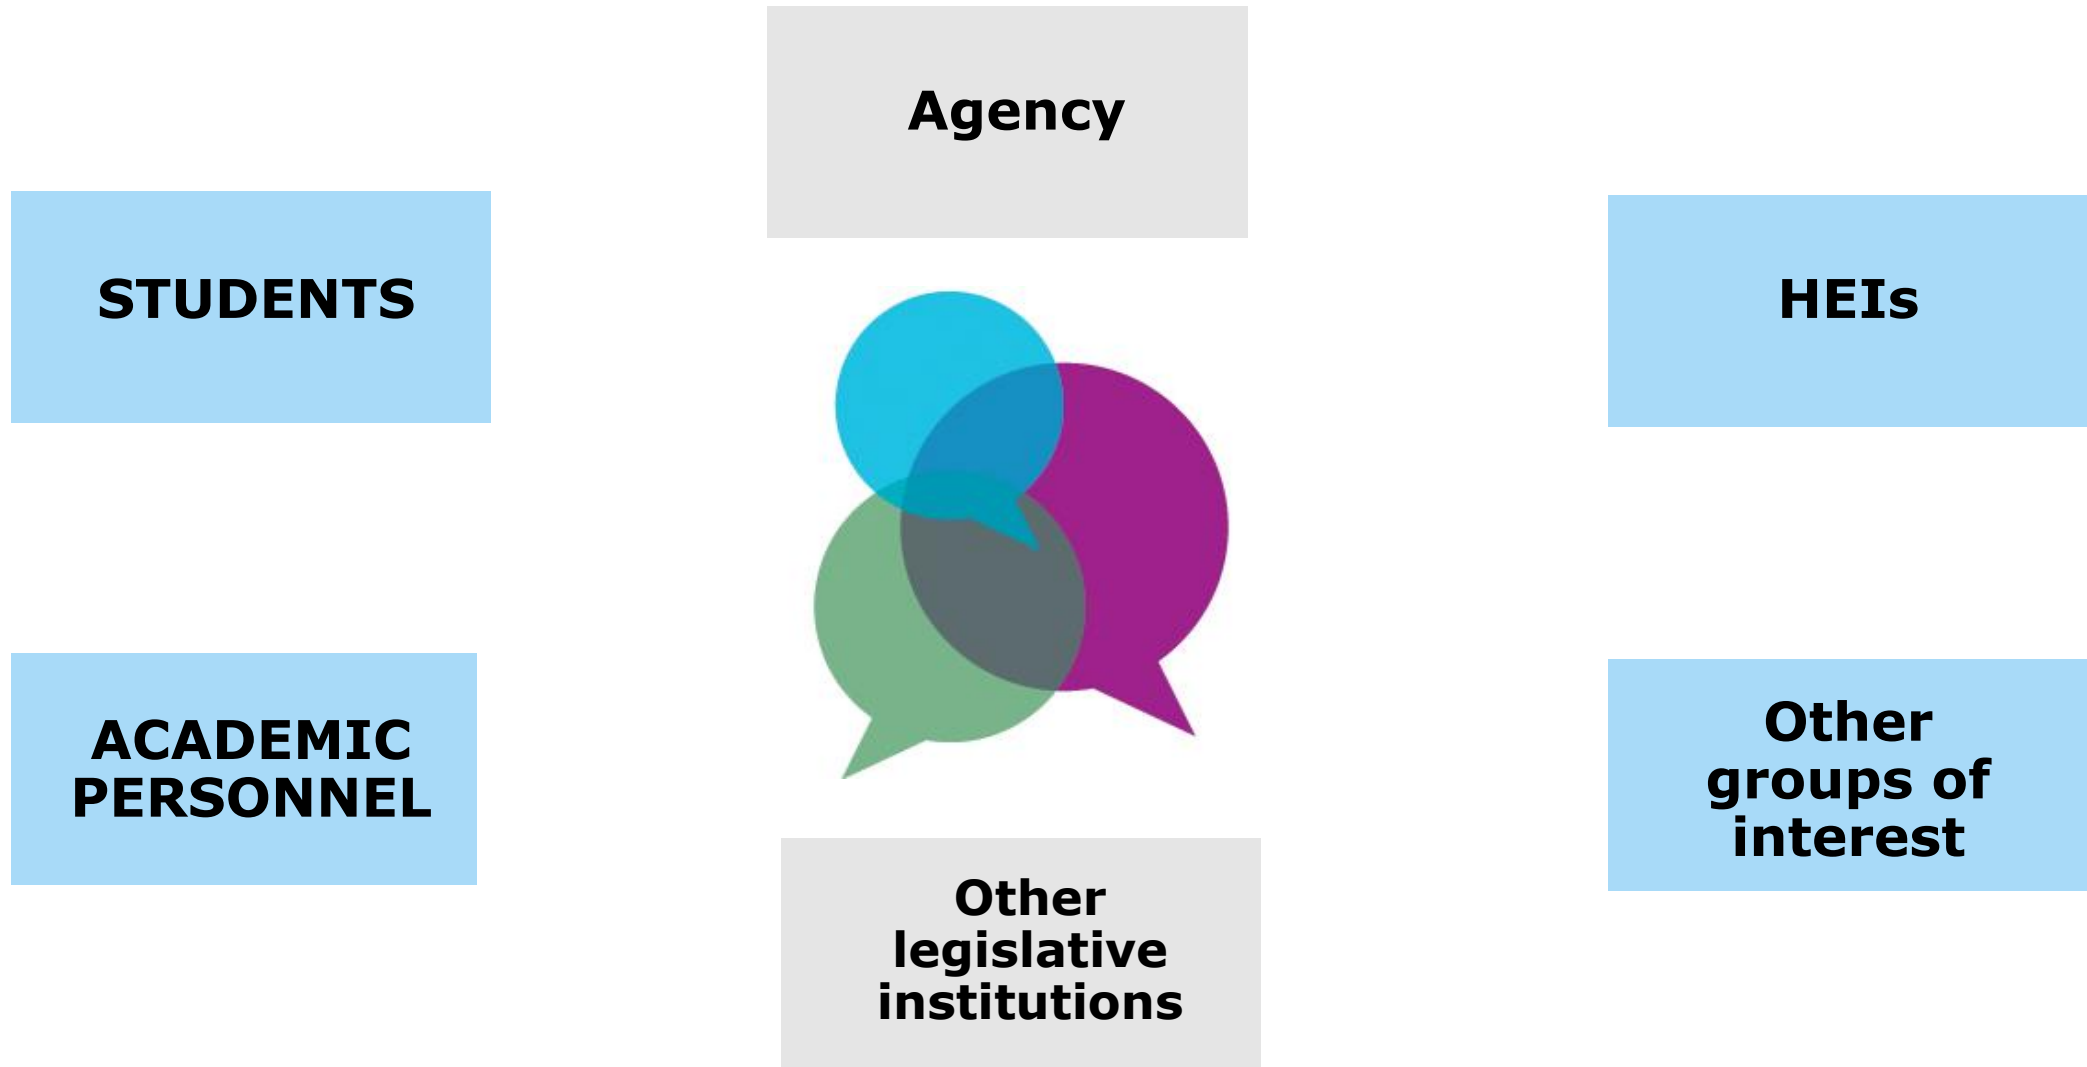 Agency
STUDENTS
HEIs
ACADEMIC
PERSONNEL
Other
groups of
interest
Other
legislative
institutions